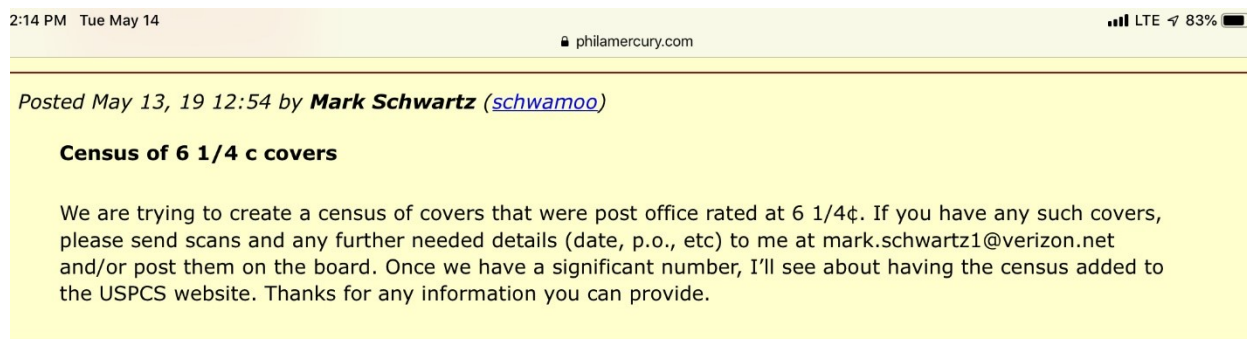 2:14 PM Tue May 14
LTE 83%
philamercury.com
Posted May 13, 19 12:54 by Mark Schwartz (schwamoo)
Census of 6 1/4 c covers
We are trying to create a census of covers that were post office rated at 6 1/4¢. If you have any such covers,
please send scans and any further needed details (date, p.o., etc) to me at mark.schwartz1@verizon.net
and/or post them on the board. Once we have a significant number, I’ll see about having the census added to
the USPCS website. Thanks for any information you can provide.